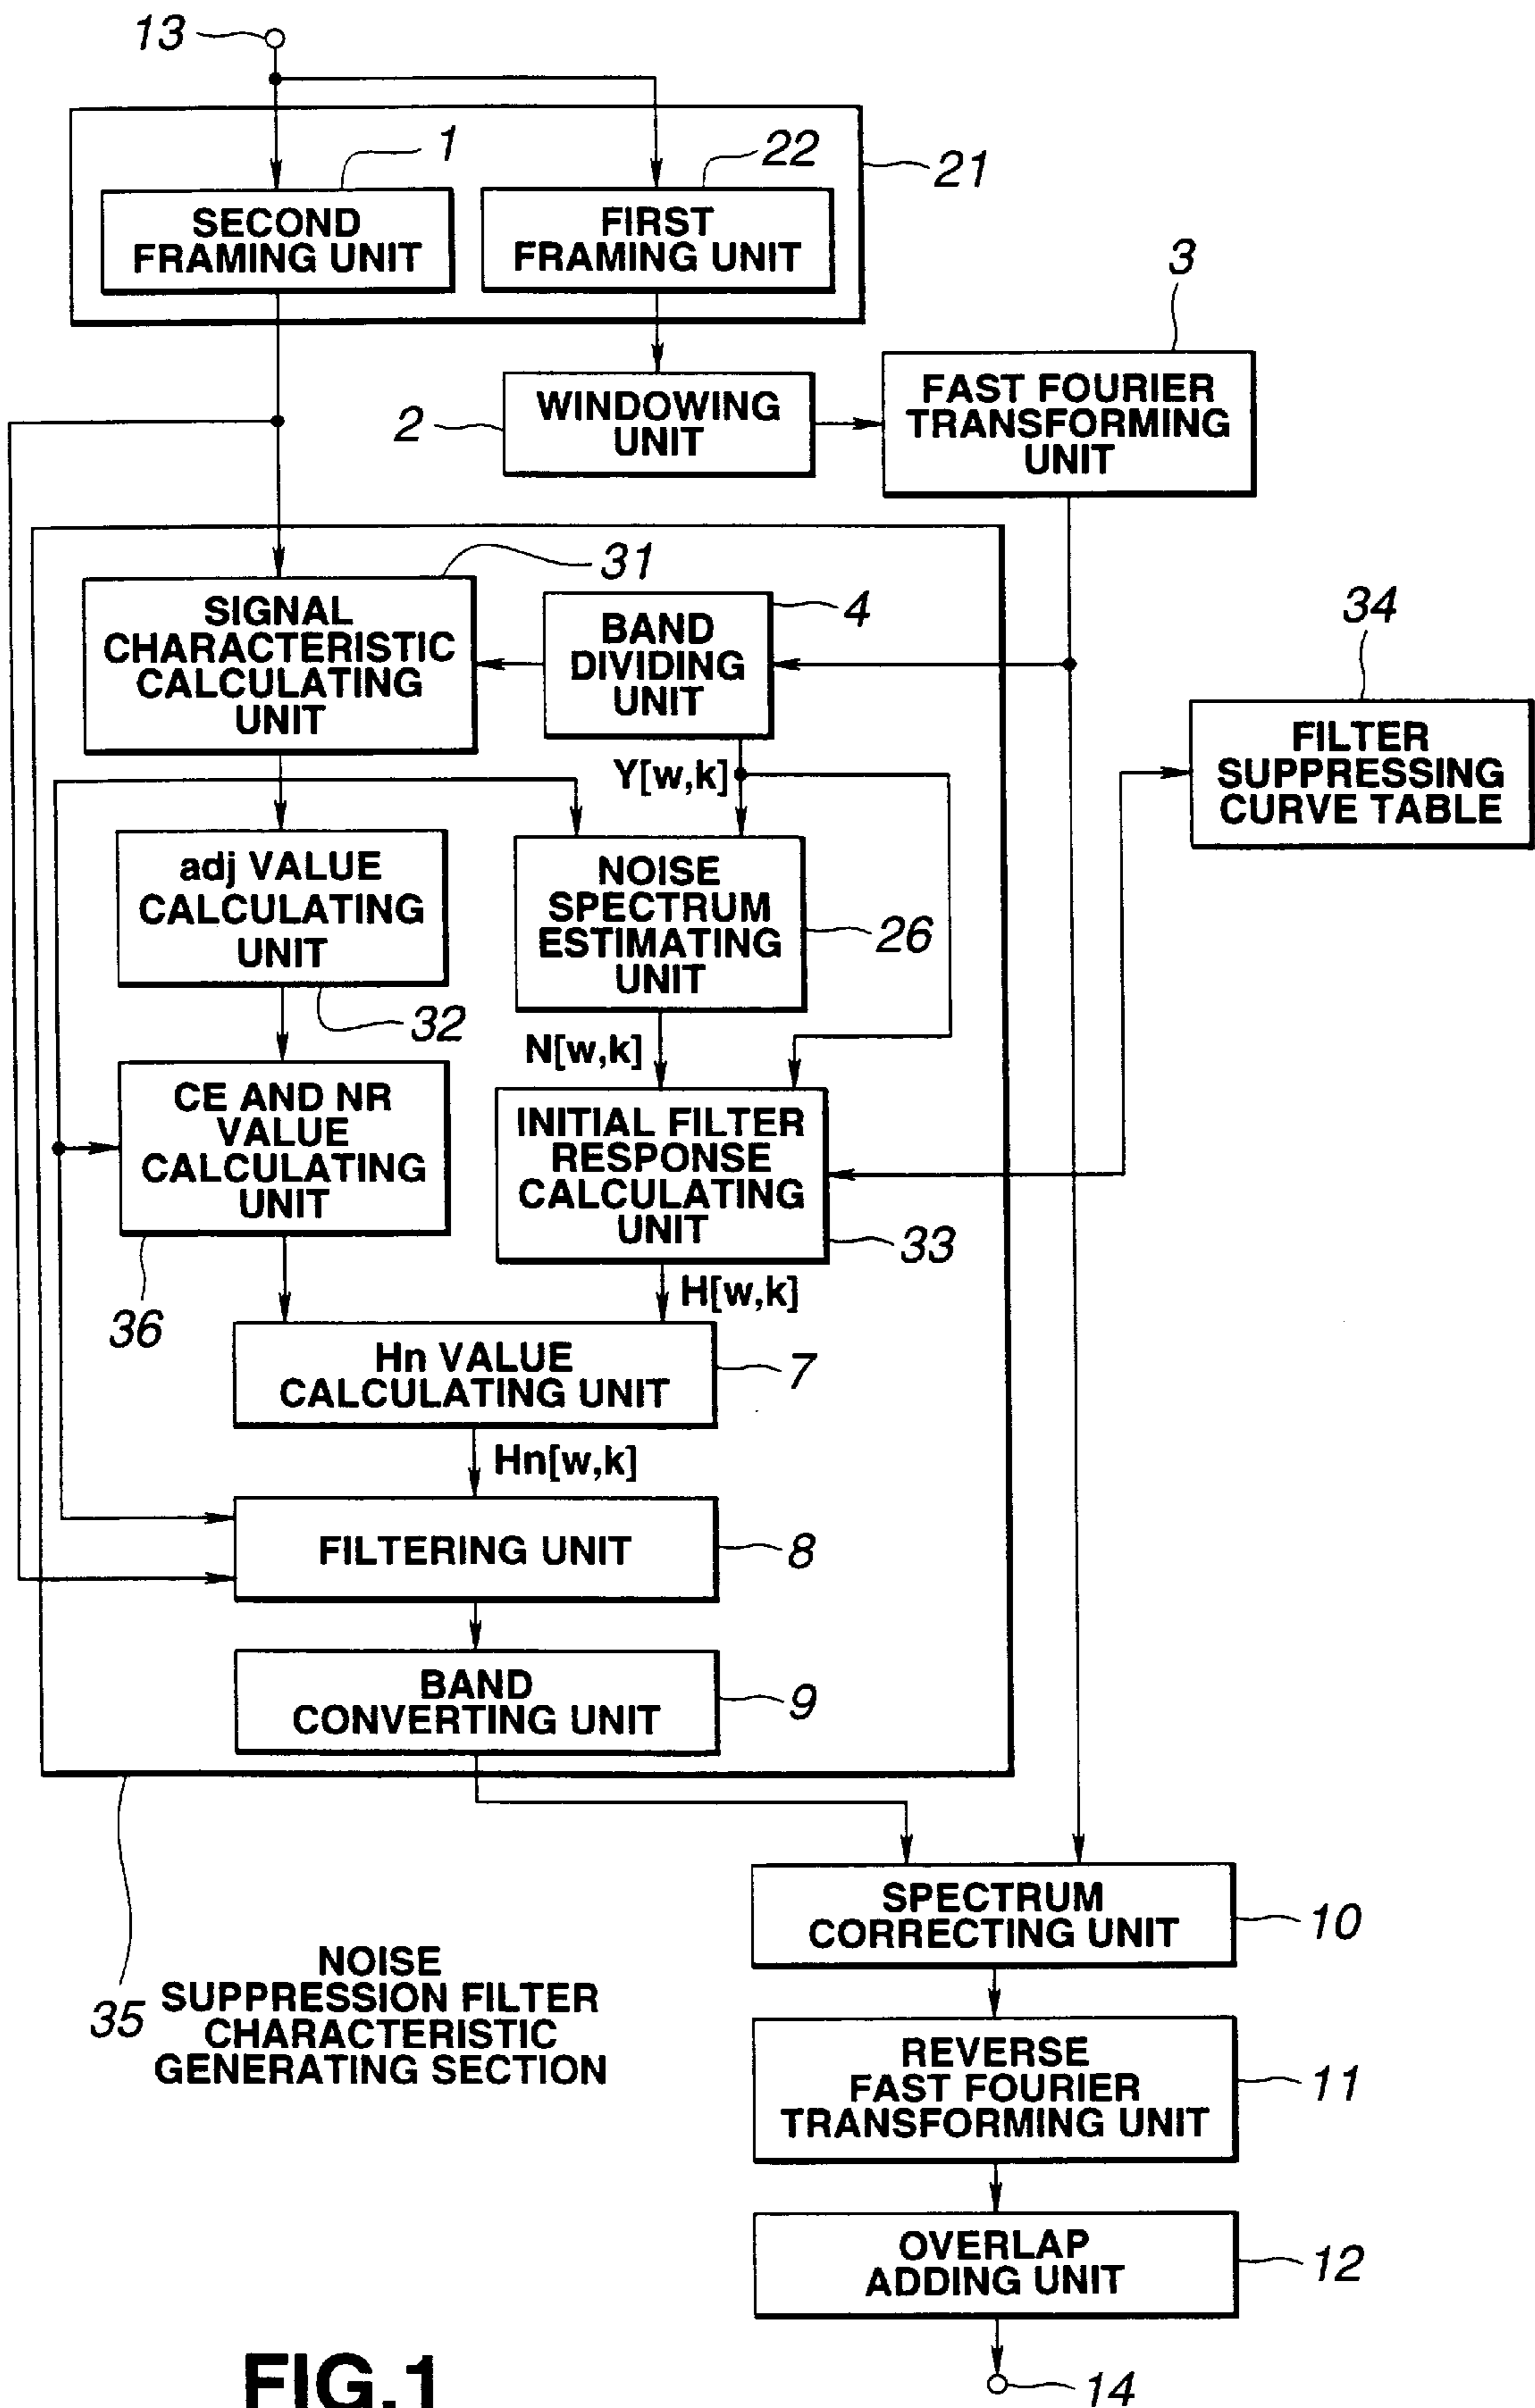 13
1
22
21
SECOND
FRAMING UNIT
FIRST
FRAMING UNIT
3
2
WINDOWING
UNIT
FAST FOURIER
TRANSFORMING
UNIT
31
4
34
SIGNAL
CHARACTERISTIC
CALCULATING
UNIT
BAND
DIVIDING
UNIT
FILTER
SUPPRESSING
CURVE TABLE
Y[w,k]
adj VALUE
CALCULATING
UNIT
NOISE
SPECTRUM
ESTIMATING
UNIT
26
32
N[w,k]
CE AND NR
VALUE
CALCULATING
UNIT
INITIAL FILTER
RESPONSE
CALCULATING
UNIT
33
36
H[w,k]
Hn VALUE
CALCULATING UNIT
7
Hn[w,k]
FILTERING UNIT
8
BAND
CONVERTING UNIT
9
SPECTRUM
CORRECTING UNIT
10
35
NOISE
SUPPRESSION FILTER
CHARACTERISTIC
GENERATING SECTION
REVERSE
FAST FOURIER
TRANSFORMING UNIT
11
OVERLAP
ADDING UNIT
12
14
FIG.1